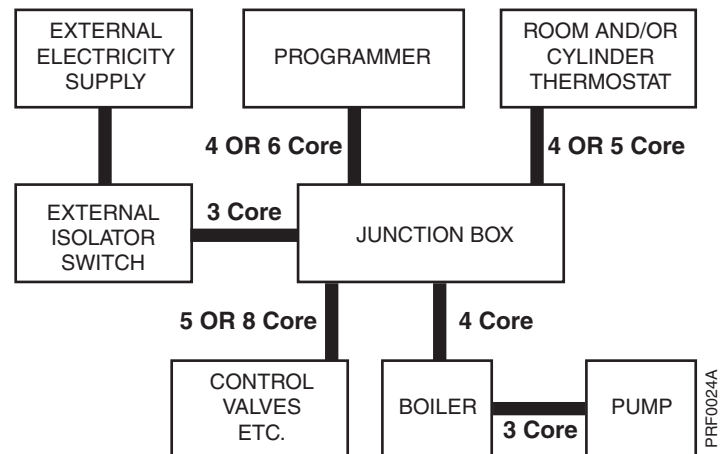 EXTERNAL
ELECTRICITY
SUPPLY
PROGRAMMER
ROOM AND/OR
CYLINDER
THERMOSTAT
4 OR 6 Core
4 OR 5 Core
EXTERNAL
ISOLATOR
SWITCH
3 Core
JUNCTION BOX
5 OR 8 Core
4 Core
CONTROL
VALVES
ETC.
BOILER
3 Core
PUMP
PRF0024A